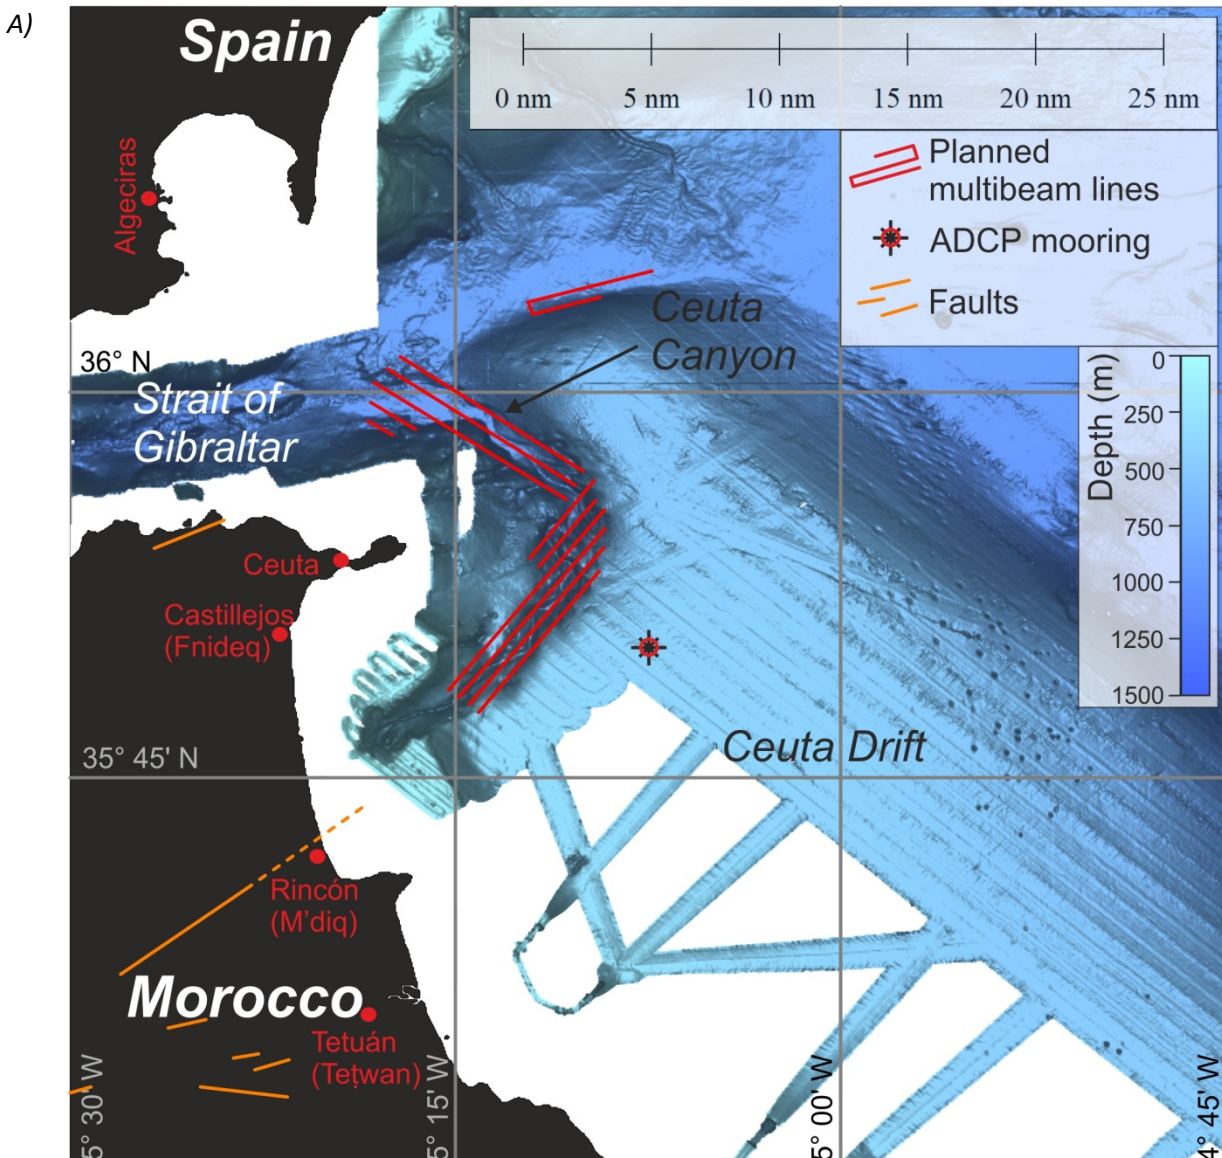 A)
Spain
0 nm 5 nm 10 nm 15 nm 20 nm 25 nm
Planned
multibeam lines
ADCP mooring
Faults
Algeciras
Ceuta
Canyon
36° N
Strait of
Gibraltar
Depth (m)
0
250
500
750
1000
1250
1500
Ceuta
Castillejos
(Fnideq)
35° 45' N
Ceuta Drift
Rincón
(M'diq)
Morocco
Tetuán
(Teṭwan)
5° 30' W
5° 15' W
5° 00' W
4° 45' W